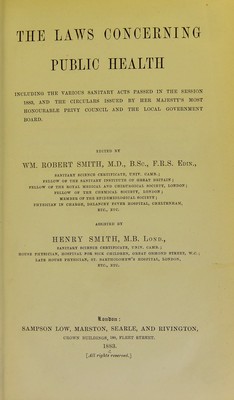 THE LAWS CONCERNING
PUBLIC HEALTH
INCLUDING THE VARIOUS SANITARY ACTS PASSED IN THE SESSION
1883, AND THE CIRCULARS ISSUED BY HER MAJESTY'S MOST
HONOURABLE PRIVY COUNCIL AND THE LOCAL GOVERNMENT
BOARD.
EDITED BY
WM. ROBERT SMITH, M.D., B.Sc., F.R.S. EDIN.,
SANITARY SCIENCE CERTIFICATE, UNIV. CAMB.;
FELLOW OF THE SANITARY INSTITUTE OF GREAT BRITAIN;
FELLOW OF THE ROYAL MEDICAL AND CHIRURGICAL SOCIETY, LONDON;
FELLOW OF THE CHEMICAL SOCIETY, LONDON;
MEMBER OF THE EPIDEMIOLOGICAL SOCIETY;
PHYSICIAN IN CHARGE, DELANCEY FEVER HOSPITAL, CHELTENHAM,
ETC., ETC.
ASSISTED BY
HENRY SMITH, M.B. LOND.,
SANITARY SCIENCE CERTIFICATE, UNIV. CAMB.;
HOUSE PHYSICIAN, HOSPITAL FOR SICK CHILDREN, GREAT ORMOND STREET, W.C.;
LATE HOUSE PHYSICIAN, ST. BARTHOLOMEW'S HOSPITAL, LONDON,
ETC., ETC.
London:
SAMPSON LOW, MARSTON, SEARLE, AND RIVINGTON,
CROWN BUILDINGS, 188, FLEET STREET.
1883.
[All rights reserved.]